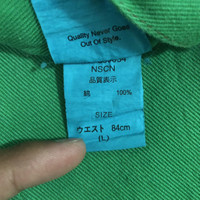 Quality Never Goes
Out Of Style.
NSCN
品質表示
綿 100%
SIZE
ウエスト 84cm
(L)